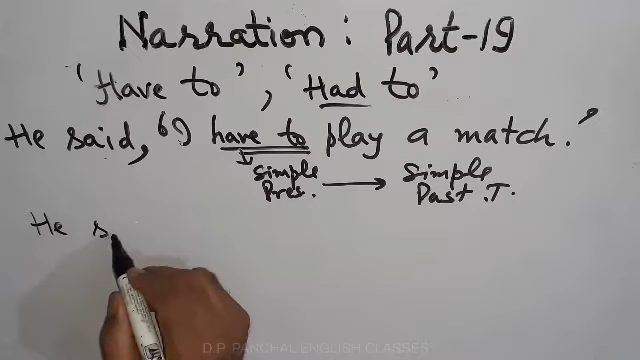 Narration : Part-19
'Have to', 'Had to'
He said, "I have to play a match."
Simple Pres. → Simple Past .T.
He s
D.P. PANCHAL ENGLISH CLASSES